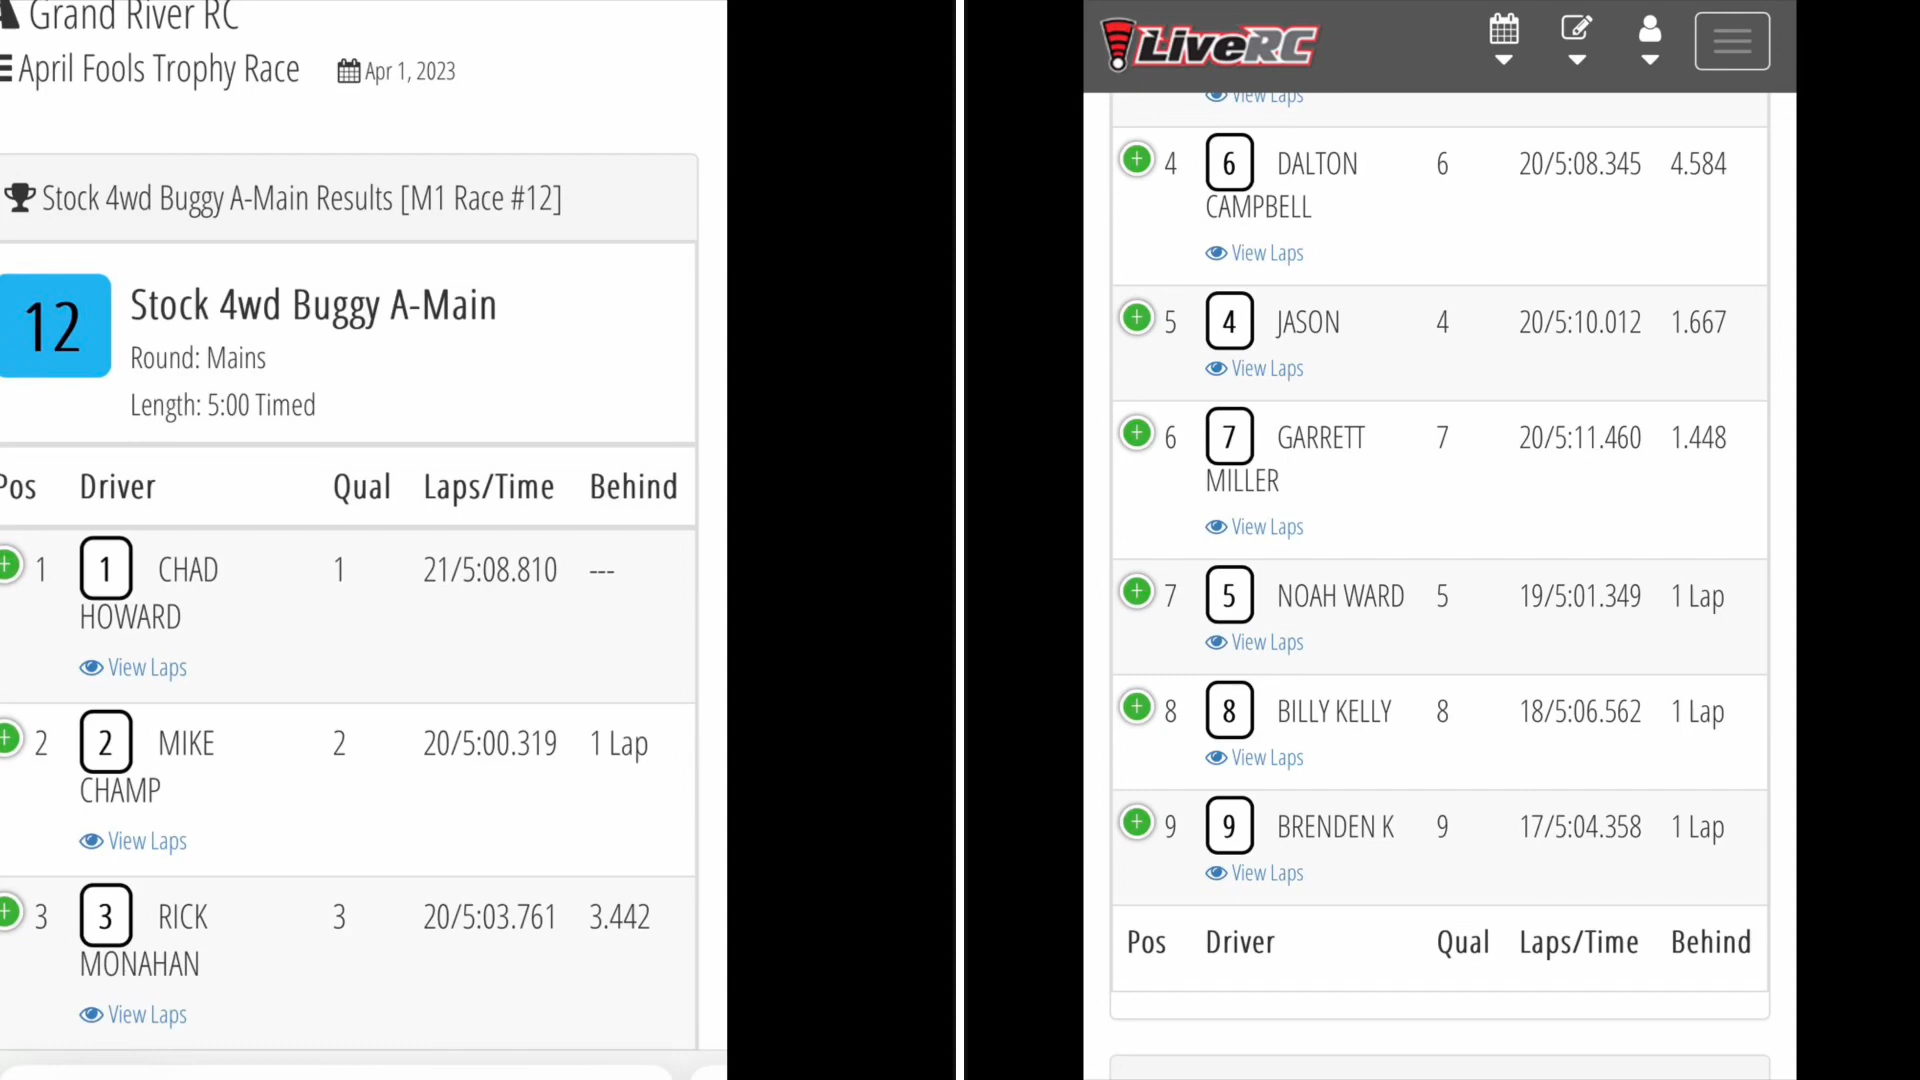 Grand River RC
April Fools Trophy Race Apr 1, 2023
Stock 4wd Buggy A-Main Results [M1 Race #12]
12
Stock 4wd Buggy A-Main
Round: Mains
Length: 5:00 Timed
Pos Driver Qual Laps/Time Behind
1 1 CHAD 1 21/5:08.810 ---
HOWARD
View Laps
2 2 MIKE 2 20/5:00.319 1 Lap
CHAMP
View Laps
3 3 RICK 3 20/5:03.761 3.442
MONAHAN
View Laps
LiveRC
View Laps
4 6 DALTON 6 20/5:08.345 4.584
CAMPBELL
View Laps
5 4 JASON 4 20/5:10.012 1.667
View Laps
6 7 GARRETT 7 20/5:11.460 1.448
MILLER
View Laps
7 5 NOAH WARD 5 19/5:01.349 1 Lap
View Laps
8 8 BILLY KELLY 8 18/5:06.562 1 Lap
View Laps
9 9 BRENDEN K 9 17/5:04.358 1 Lap
View Laps
Pos Driver Qual Laps/Time Behind